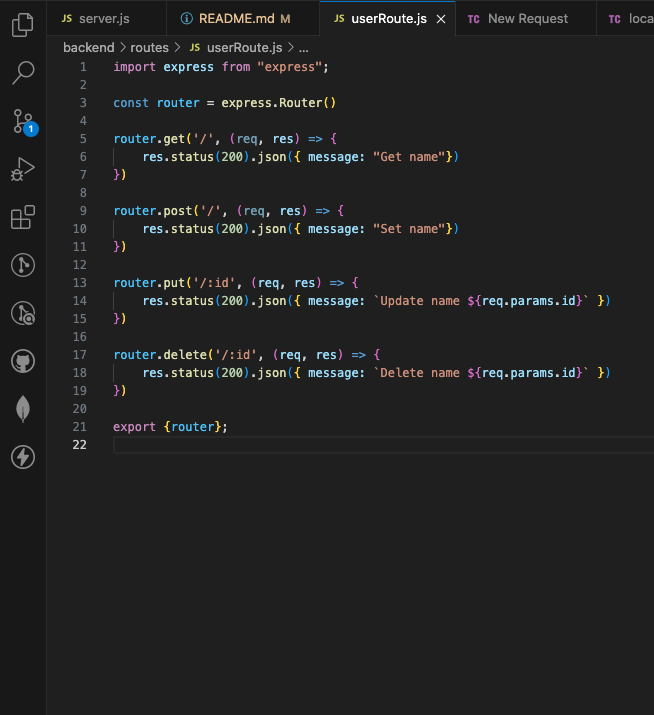 JS server.js
README.md M
JS userRoute.js
TC New Request
TC loca
backend > routes > JS userRoute.js > ...
1 import express from "express";
2
3 const router = express.Router()
4
5 router.get('/', (req, res) => {
6 res.status(200).json({ message: "Get name"})
7 })
8
9 router.post('/', (req, res) => {
10 res.status(200).json({ message: "Set name"})
11 })
12
13 router.put('/:id', (req, res) => {
14 res.status(200).json({ message: `Update name ${req.params.id}` })
15 })
16
17 router.delete('/:id', (req, res) => {
18 res.status(200).json({ message: `Delete name ${req.params.id}` })
19 })
20
21 export {router};
22
1